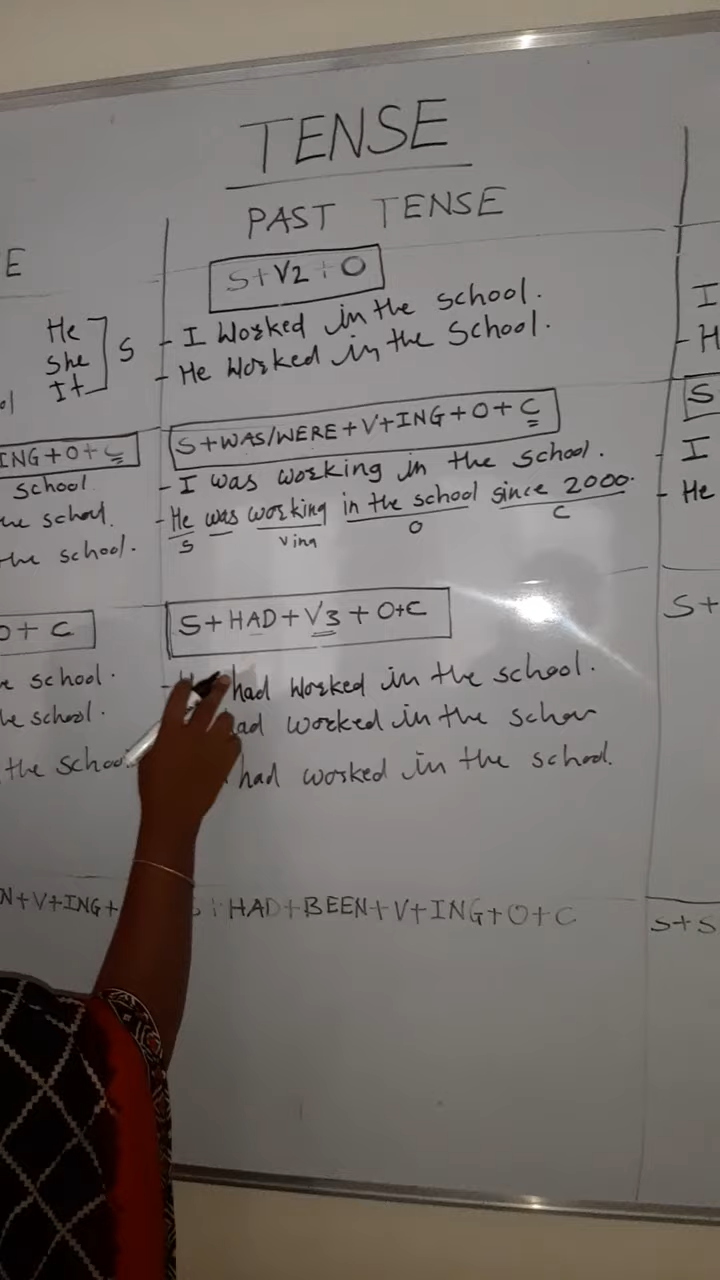 TENSE
PAST TENSE
E
He
She
It
S
ING+O+C
school
the school.
O+C
school.
the school.
the school
N+V+ING+
S+V2+O
- I worked in the school.
- He worked in the School.
S+WAS/WERE+V+ING+O+C
- I was working in the school.
- He was working in the school since 2000.
S
Ving
O
C
S+HAD+V3+O+C
had worked in the school.
had worked in the
had worked in the school.
HAD+BEEN+V+ING+O+C
I
- H
S
- I
- He
S+
S+S